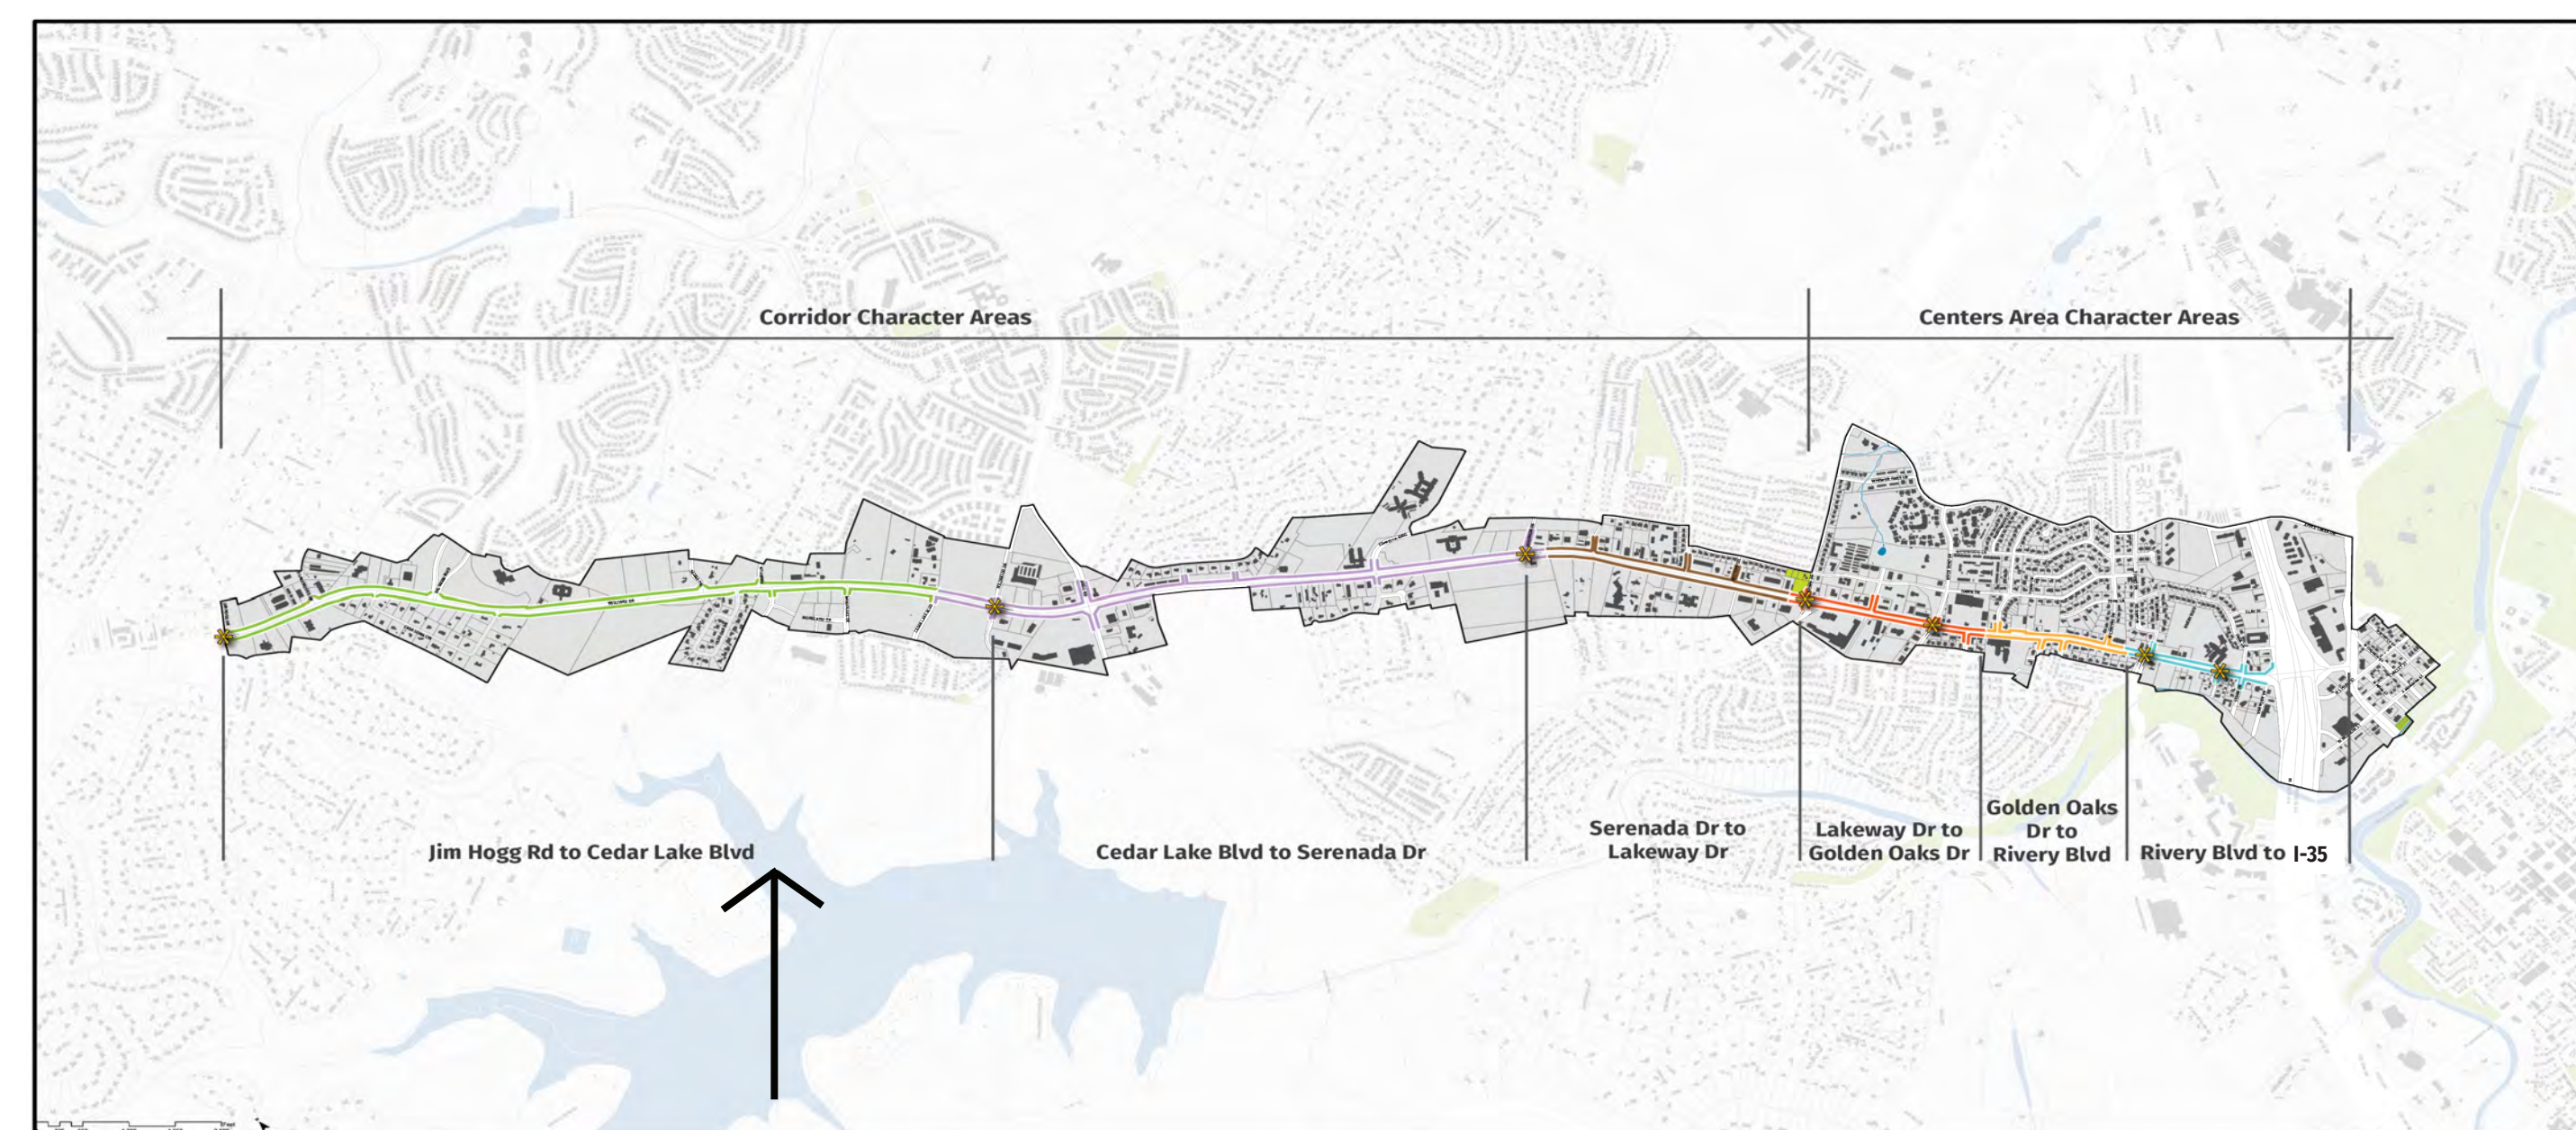 Corridor Character Areas
Centers Area Character Areas
Jim Hogg Rd to Cedar Lake Blvd
Cedar Lake Blvd to Serenada Dr
Serenada Dr to
Lakeway Dr
Lakeway Dr to
Golden Oaks Dr
Golden Oaks
Dr to
Rivery Blvd
Rivery Blvd to I-35